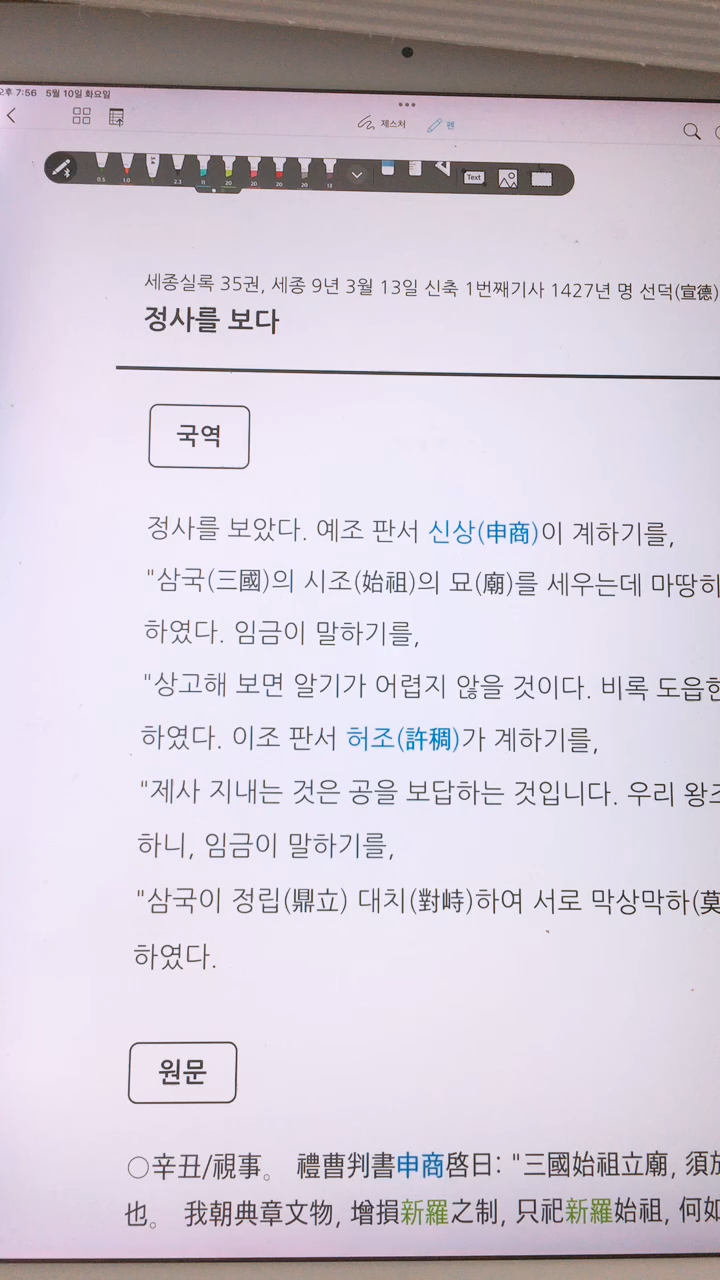 오후 7:56 5월 10일 화요일
제스처
펜
0.5 1.0 2.3 11 20 20 20 20 13
Text
세종실록 35권, 세종 9년 3월 13일 신축 1번째기사 1427년 명 선덕(宣德)
정사를 보다
국역
정사를 보았다. 예조 판서 신상(申商)이 계하기를,
"삼국(三國)의 시조(始祖)의 묘(廟)를 세우는데 마땅히
하였다. 임금이 말하기를,
"상고해 보면 알기가 어렵지 않을 것이다. 비록 도읍한
하였다. 이조 판서 허조(許稠)가 계하기를,
"제사 지내는 것은 공을 보답하는 것입니다. 우리 왕조
하니, 임금이 말하기를,
"삼국이 정립(鼎立) 대치(對峙)하여 서로 막상막하(莫
하였다.
원문
○辛丑/視事。 禮曹判書申商啓曰: "三國始祖立廟, 須於
也。 我朝典章文物, 增損新羅之制, 只祀新羅始祖, 何如